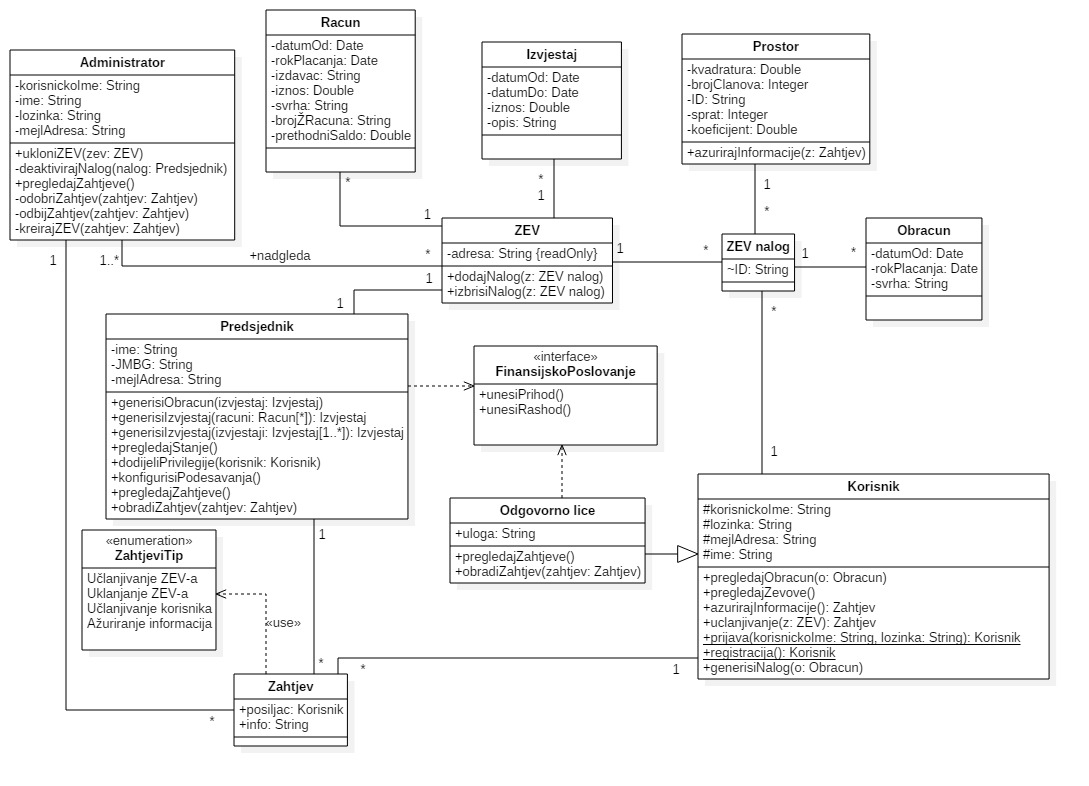 Administrator
-korisnickoIme: String
-ime: String
-lozinka: String
-mejlAdresa: String
+ukloniZEV(zev: ZEV)
-deaktivirajNalog(nalog: Predsjednik)
+pregledajZahtjeve()
-odobriZahtjev(zahtjev: Zahtjev)
-odbijZahtjev(zahtjev: Zahtjev)
-kreirajZEV(zahtjev: Zahtjev)
Racun
-datumOd: Date
-rokPlacanja: Date
-izdavac: String
-iznos: Double
-svrha: String
-brojŽRacuna: String
-prethodniSaldo: Double
Izvjestaj
-datumOd: Date
-datumDo: Date
-iznos: Double
-opis: String
Prostor
-kvadratura: Double
-brojClanova: Integer
-ID: String
-sprat: Integer
-koeficijent: Double
+azurirajInformacije(z: Zahtjev)
*
1
*
1
1
*
ZEV
-adresa: String {readOnly}
+dodajNalog(z: ZEV nalog)
+izbrisiNalog(z: ZEV nalog)
1
*
ZEV nalog
~ID: String
1
*
Obracun
-datumOd: Date
-rokPlacanja: Date
-svrha: String
1
1..*
+nadgleda
*
1
1
*
1
Predsjednik
-ime: String
-JMBG: String
-mejlAdresa: String
+generisiObracun(izvjestaj: Izvjestaj)
+generisiIzvjestaj(racuni: Racun[*]): Izvjestaj
+generisiIzvjestaj(izvjestaji: Izvjestaj[1..*]): Izvjestaj
+pregledajStanje()
+dodijeliPrivilegije(korisnik: Korisnik)
+konfigurisiPodesavanja()
+pregledajZahtjeve()
+obradiZahtjev(zahtjev: Zahtjev)
«interface»
FinansijskoPoslovanje
+unesiPrihod()
+unesiRashod()
Odgovorno lice
+uloga: String
+pregledajZahtjeve()
+obradiZahtjev(zahtjev: Zahtjev)
Korisnik
#korisnickoIme: String
#lozinka: String
#mejlAdresa: String
#ime: String
+pregledajObracun(o: Obracun)
+pregledajZevove()
+azurirajInformacije(): Zahtjev
+uclanjivanje(z: ZEV): Zahtjev
+prijava(korisnickoIme: String, lozinka: String): Korisnik
+registracija(): Korisnik
+generisiNalog(o: Obracun)
«enumeration»
ZahtjeviTip
Učlanjivanje ZEV-a
Uklanjanje ZEV-a
Učlanjivanje korisnika
Ažuriranje informacija
«use»
1
*
*
1
Zahtjev
+posiljac: Korisnik
+info: String
*